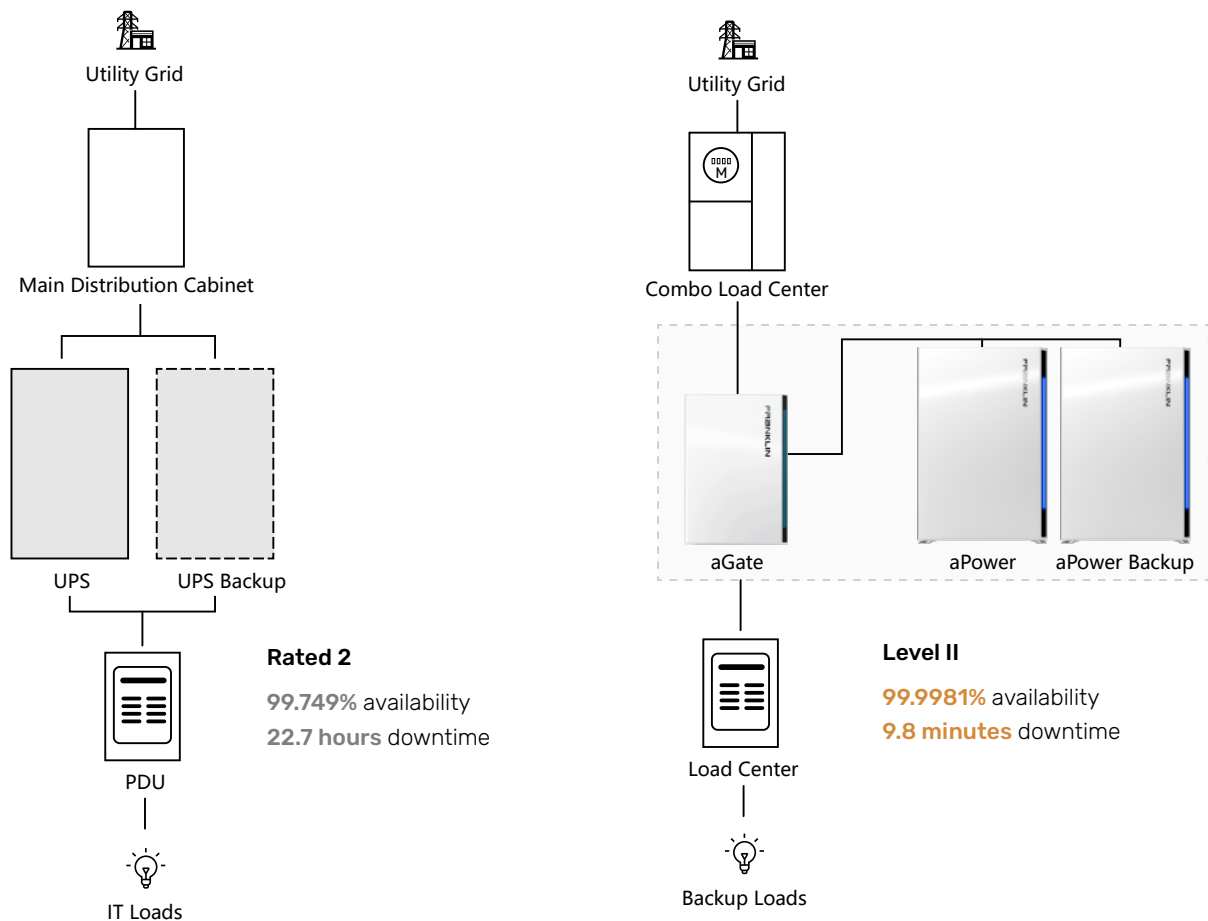 Utility Grid
Main Distribution Cabinet
UPS
UPS Backup
PDU
IT Loads
Rated 2
99.749% availability
22.7 hours downtime
Utility Grid
M
Combo Load Center
FRANKLIN
FRANKLIN
FRANKLIN
aGate
aPower
aPower Backup
Load Center
Backup Loads
Level II
99.9981% availability
9.8 minutes downtime